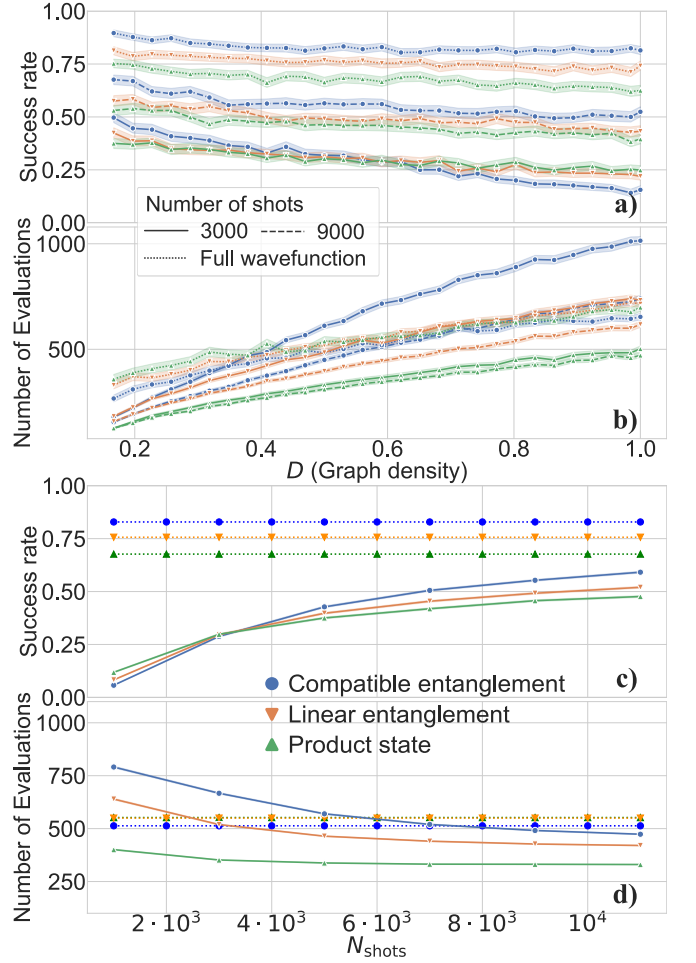 1.00
0.75
0.50
0.25
0.00
Success rate
a)
Number of shots
3000
9000
Full wavefunction
1000
500
Number of Evaluations
b)
0.2
0.4
0.6
0.8
1.0
D (Graph density)
1.00
0.75
0.50
0.25
0.00
Success rate
c)
Compatible entanglement
Linear entanglement
Product state
1000
750
500
250
Number of Evaluations
d)
2 · 10³
4 · 10³
6 · 10³
8 · 10³
10⁴
N_shots